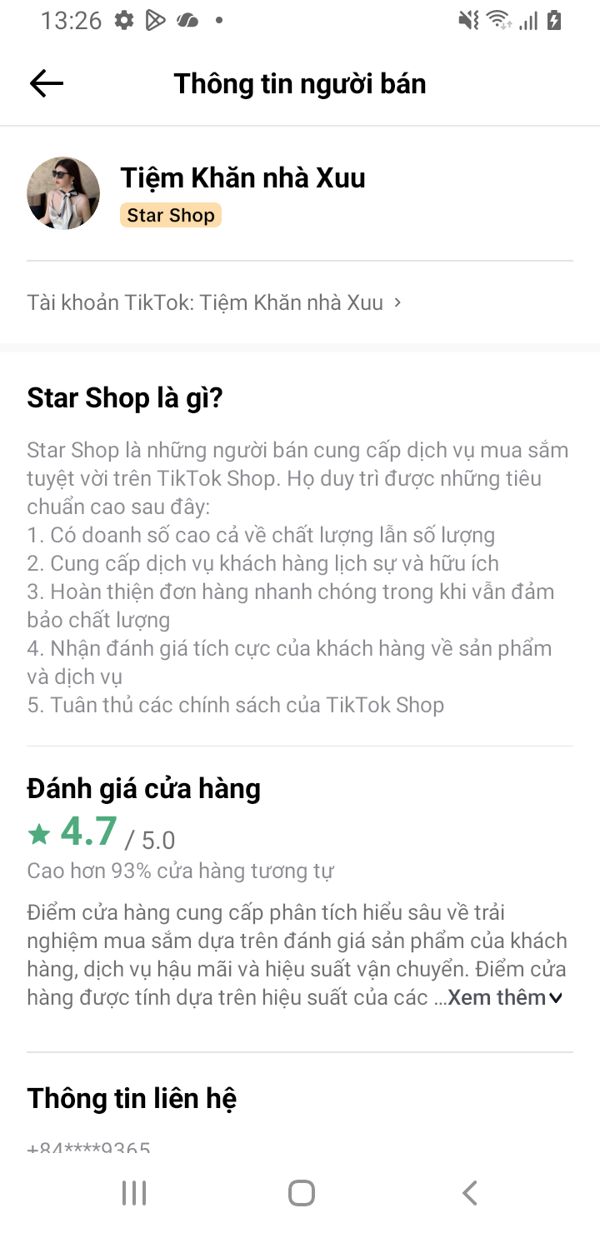 13:26
Thông tin người bán
Tiệm Khăn nhà Xuu
Star Shop
Tài khoản TikTok: Tiệm Khăn nhà Xuu >
Star Shop là gì?
Star Shop là những người bán cung cấp dịch vụ mua sắm
tuyệt vời trên TikTok Shop. Họ duy trì được những tiêu
chuẩn cao sau đây:
1. Có doanh số cao cả về chất lượng lẫn số lượng
2. Cung cấp dịch vụ khách hàng lịch sự và hữu ích
3. Hoàn thiện đơn hàng nhanh chóng trong khi vẫn đảm
bảo chất lượng
4. Nhận đánh giá tích cực của khách hàng về sản phẩm
và dịch vụ
5. Tuân thủ các chính sách của TikTok Shop
Đánh giá cửa hàng
4.7 / 5.0
Cao hơn 93% cửa hàng tương tự
Điểm cửa hàng cung cấp phân tích hiểu sâu về trải
nghiệm mua sắm dựa trên đánh giá sản phẩm của khách
hàng, dịch vụ hậu mãi và hiệu suất vận chuyển. Điểm cửa
hàng được tính dựa trên hiệu suất của các ...Xem thêm
Thông tin liên hệ
+84****9365